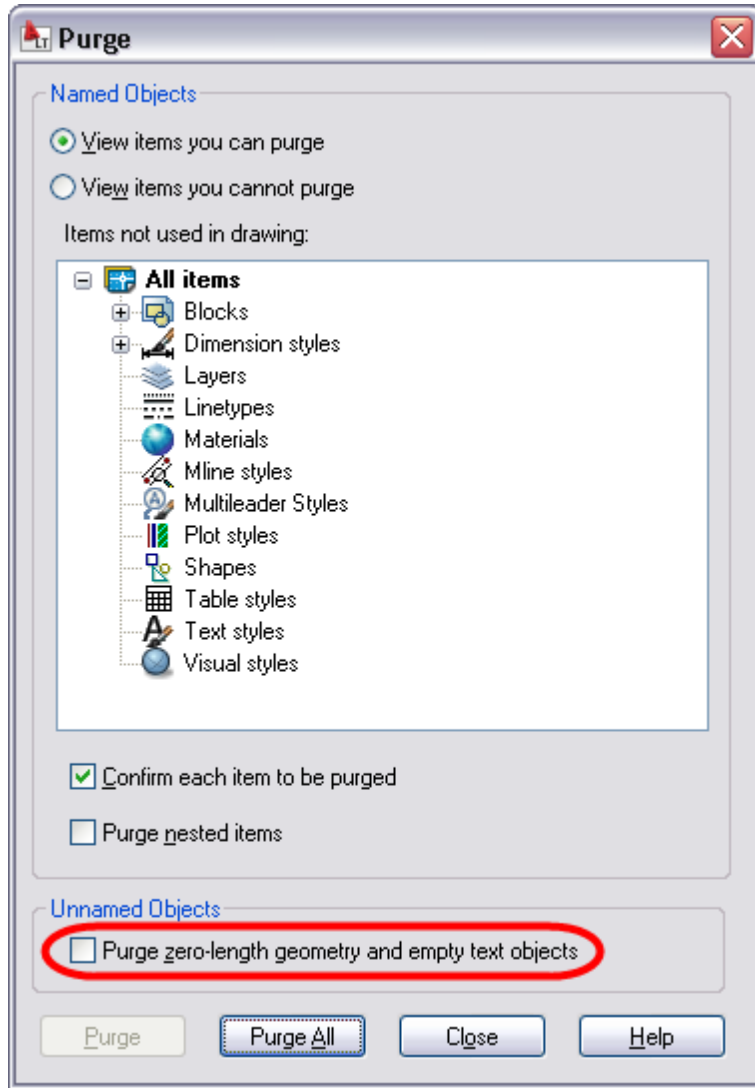 LT Purge
Named Objects
View items you can purge
View items you cannot purge
Items not used in drawing:
All items
Blocks
Dimension styles
Layers
Linetypes
Materials
Mline styles
Multileader Styles
Plot styles
Shapes
Table styles
Text styles
Visual styles
Confirm each item to be purged
Purge nested items
Unnamed Objects
Purge zero-length geometry and empty text objects
Purge Purge All Close Help